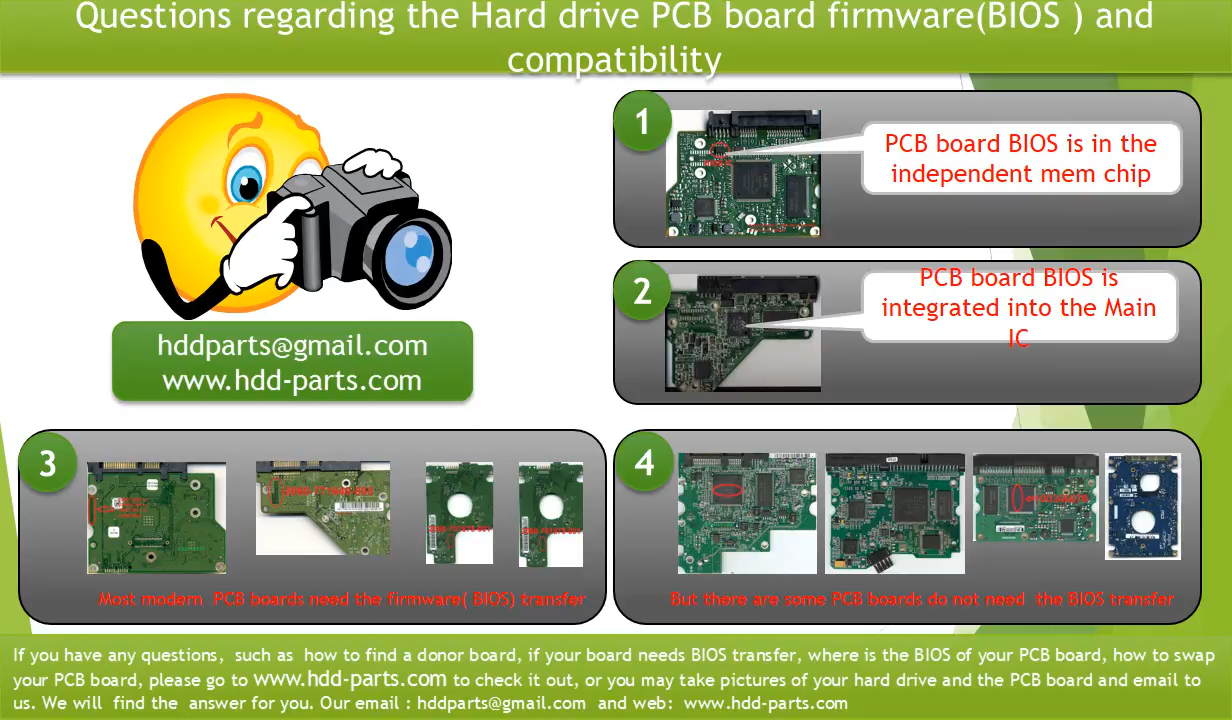 Questions regarding the Hard drive PCB board firmware(BIOS ) and
compatibility
1
PCB board BIOS is in the
independent mem chip
2
PCB board BIOS is
integrated into the Main
IC
hddparts@gmail.com
www.hdd-parts.com
3
Most modern PCB boards need the firmware( BIOS) transfer
4
But there are some PCB boards do not need the BIOS transfer
If you have any questions, such as how to find a donor board, if your board needs BIOS transfer, where is the BIOS of your PCB board, how to swap
your PCB board, please go to www.hdd-parts.com to check it out, or you may take pictures of your hard drive and the PCB board and email to
us. We will find the answer for you. Our email : hddparts@gmail.com and web: www.hdd-parts.com